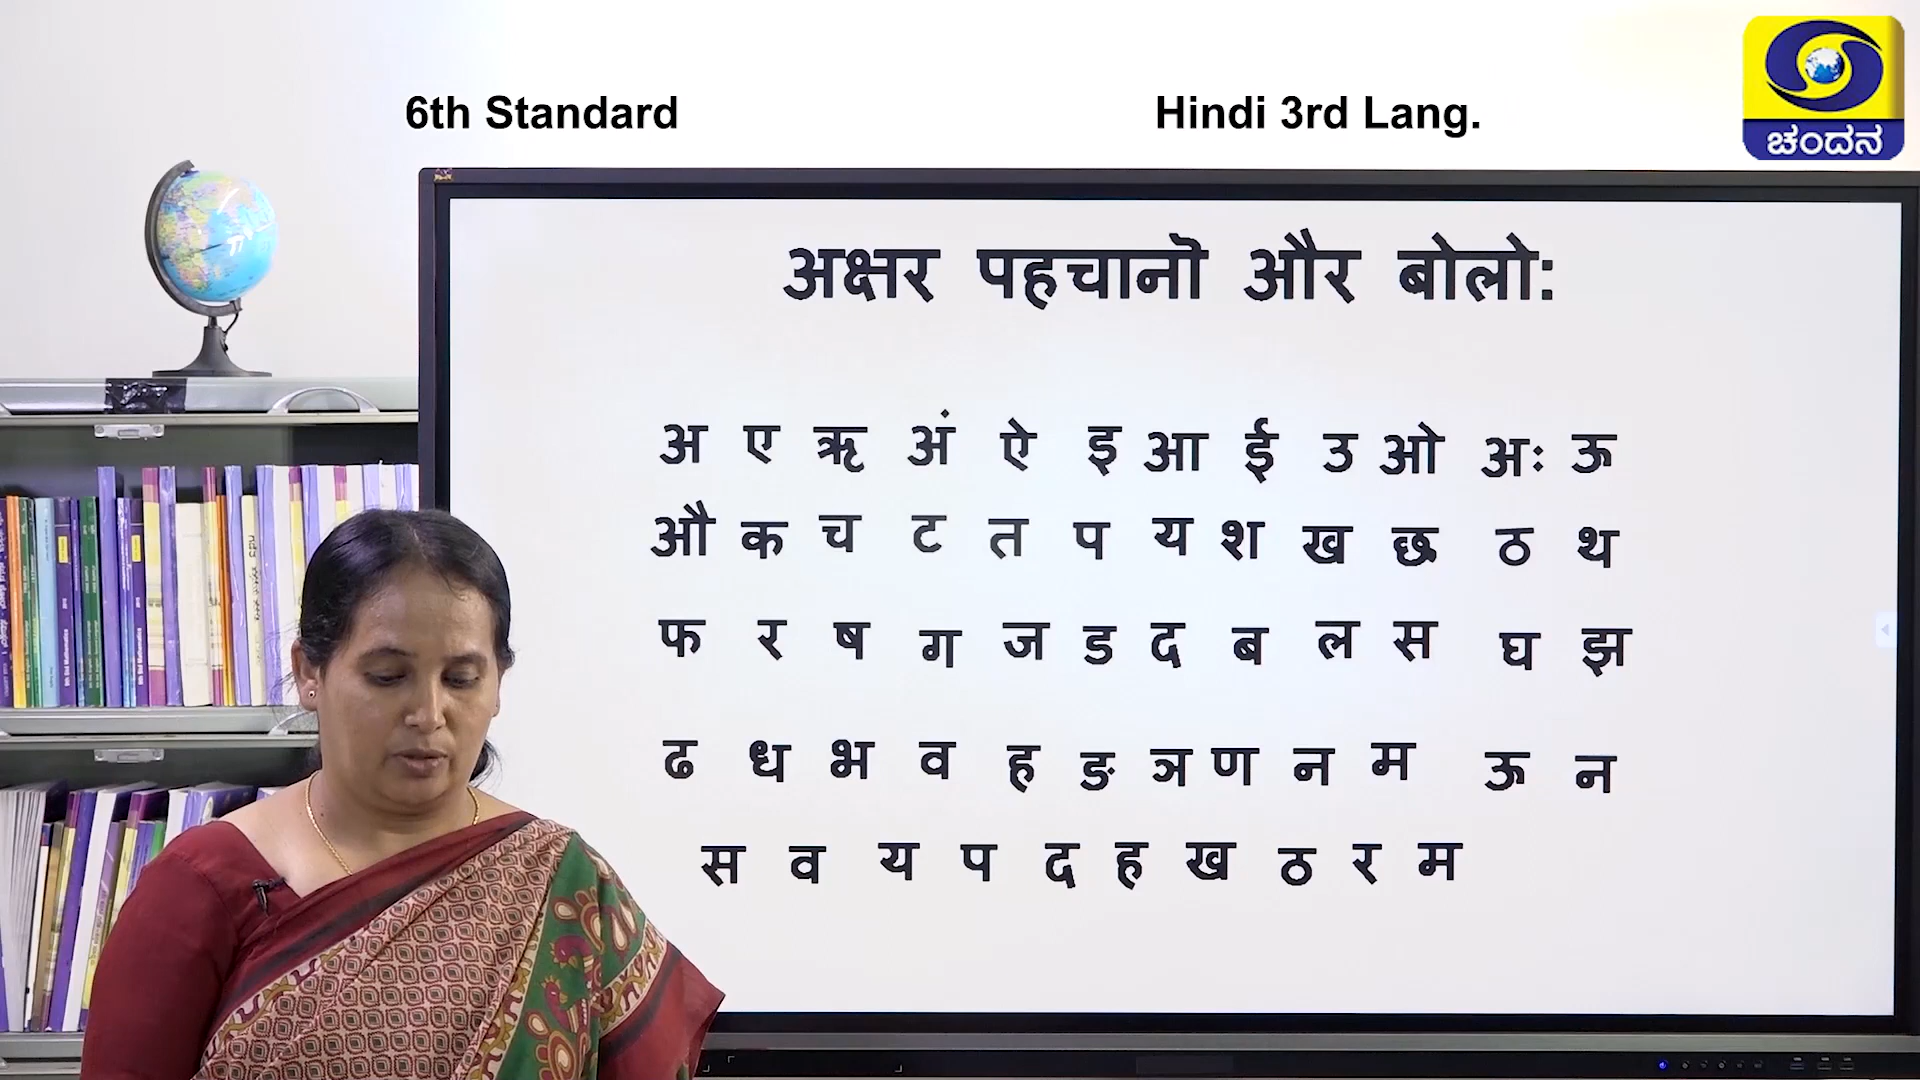 6th Standard Hindi 3rd Lang.
ಚಂದನ
अक्षर पहचानॊ और बोलो:
अ ए ऋ अं ऐ इ आ ई उ ओ अः ऊ
औ क च ट त प य श ख छ ठ थ
फ र ष ग ज ड द ब ल स घ झ
ढ ध भ व ह ङ ञ ण न म ऊ न
स व य प द ह ख ठ र म